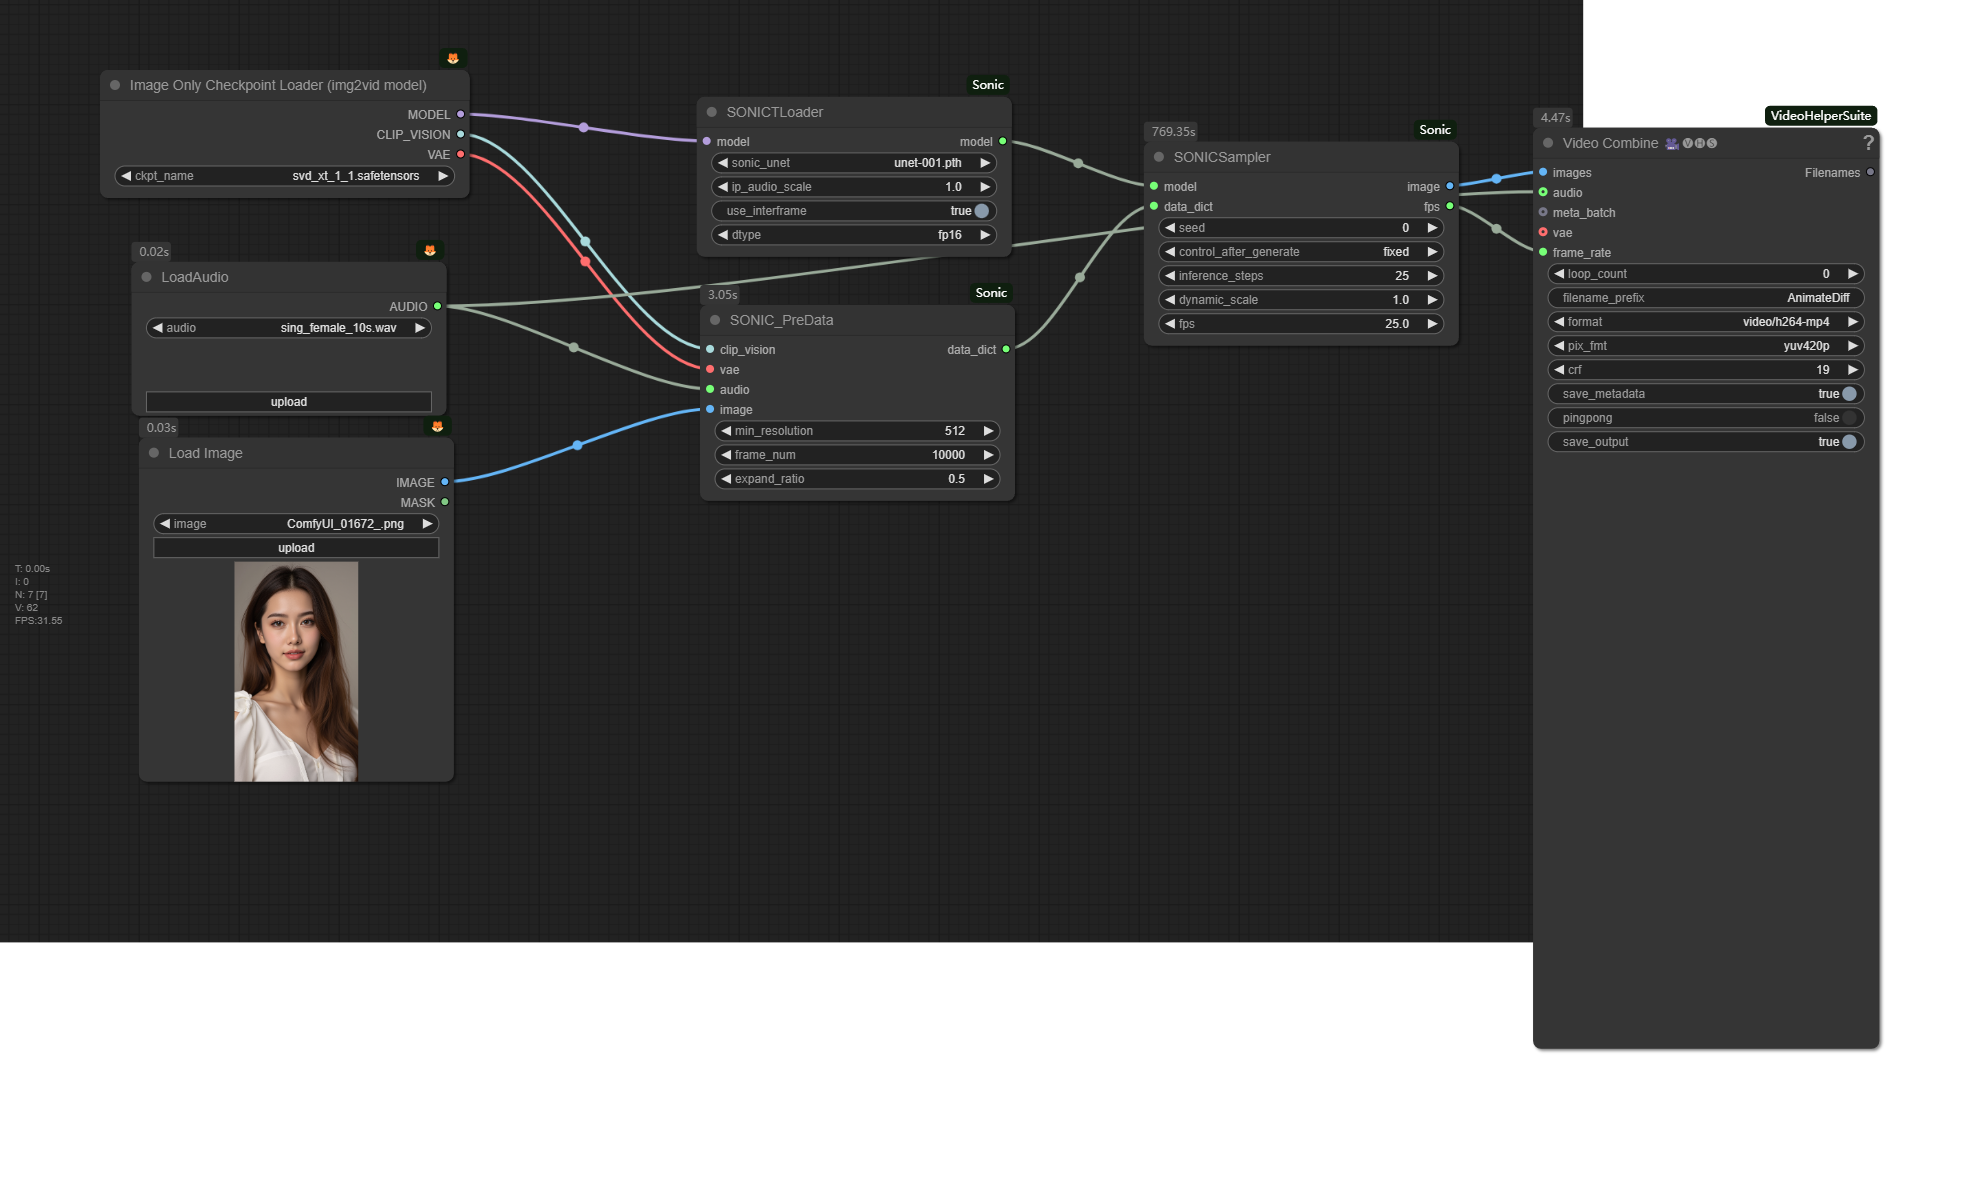 Image Only Checkpoint Loader (img2vid model)
MODEL
CLIP_VISION
VAE
ckpt_name svd_xt_1_1.safetensors
0.02s
LoadAudio
AUDIO
audio sing_female_10s.wav
upload
0.03s
Load Image
IMAGE
MASK
image ComfyUI_01672_.png
upload
T: 0.00s
I: 0
N: 7 [7]
V: 62
FPS:31.55
Sonic
SONICTLoader
model model
sonic_unet unet-001.pth
ip_audio_scale 1.0
use_interframe true
dtype fp16
3.05s Sonic
SONIC_PreData
clip_vision data_dict
vae
audio
image
min_resolution 512
frame_num 10000
expand_ratio 0.5
769.35s Sonic
SONICSampler
model image
data_dict fps
seed 0
control_after_generate fixed
inference_steps 25
dynamic_scale 1.0
fps 25.0
4.47s VideoHelperSuite
Video Combine VHS ?
images Filenames
audio
meta_batch
vae
frame_rate
loop_count 0
filename_prefix AnimateDiff
format video/h264-mp4
pix_fmt yuv420p
crf 19
save_metadata true
pingpong false
save_output true